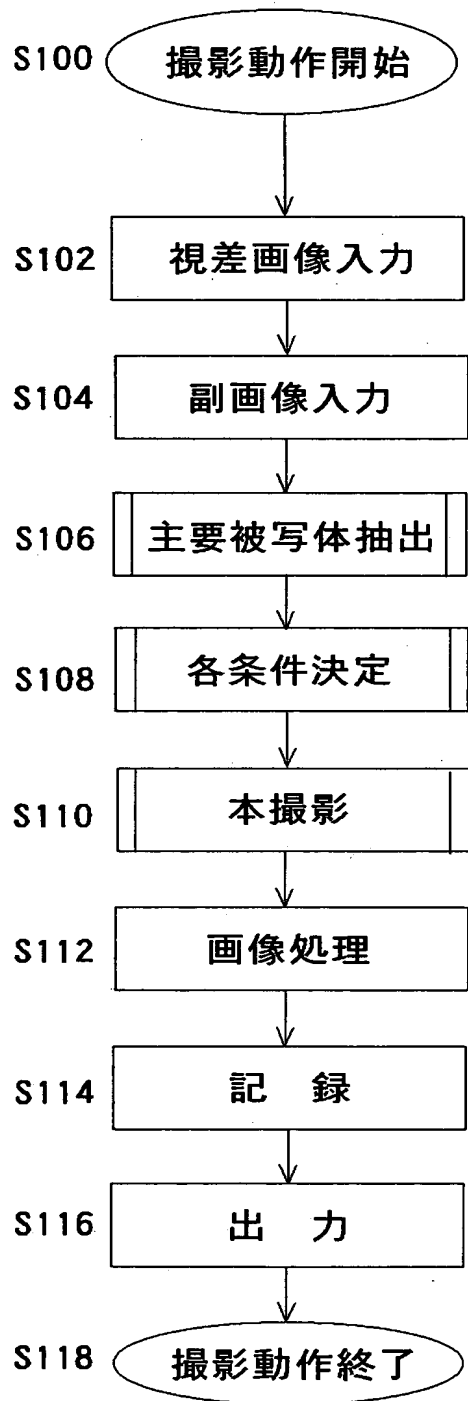 S100 撮影動作開始
S102 視差画像入力
S104 副画像入力
S106 主要被写体抽出
S108 各条件決定
S110 本撮影
S112 画像処理
S114 記 録
S116 出 力
S118 撮影動作終了